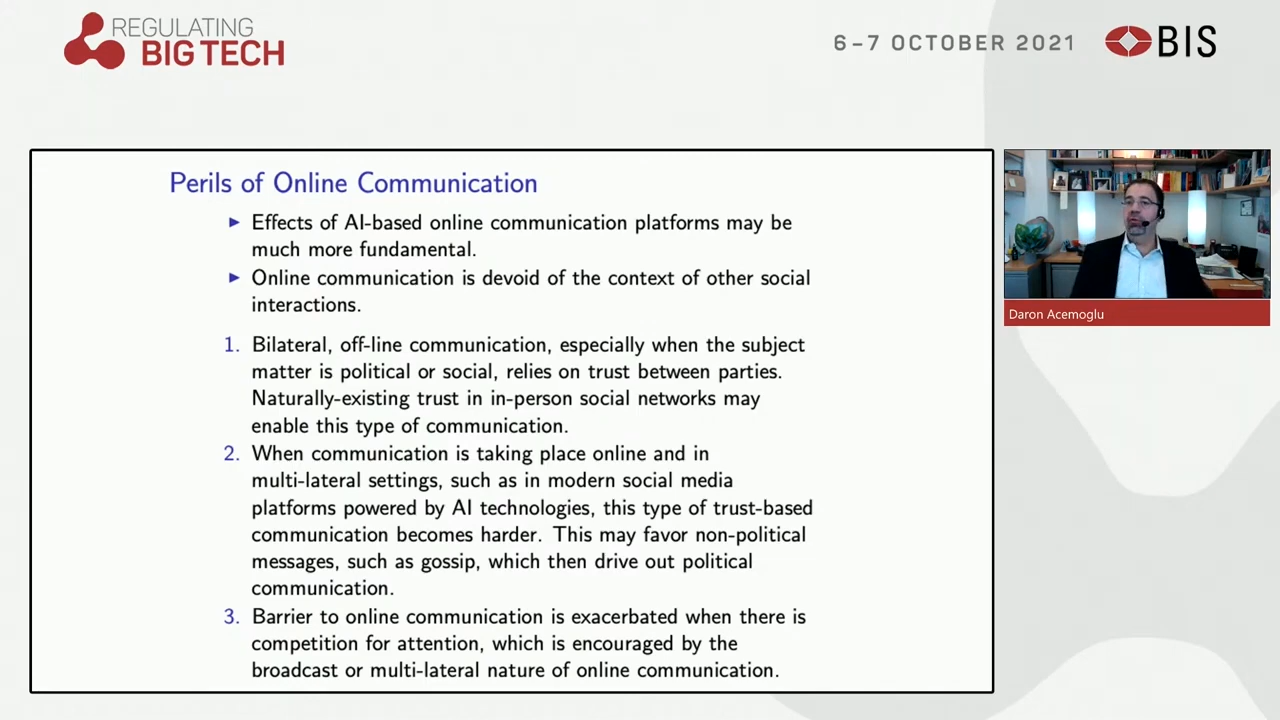 REGULATING
BIG TECH
6–7 OCTOBER 2021
BIS
Perils of Online Communication
Effects of AI-based online communication platforms may be
much more fundamental.
Online communication is devoid of the context of other social
interactions.
1. Bilateral, off-line communication, especially when the subject
matter is political or social, relies on trust between parties.
Naturally-existing trust in in-person social networks may
enable this type of communication.
2. When communication is taking place online and in
multi-lateral settings, such as in modern social media
platforms powered by AI technologies, this type of trust-based
communication becomes harder. This may favor non-political
messages, such as gossip, which then drive out political
communication.
3. Barrier to online communication is exacerbated when there is
competition for attention, which is encouraged by the
broadcast or multi-lateral nature of online communication.
Daron Acemoglu